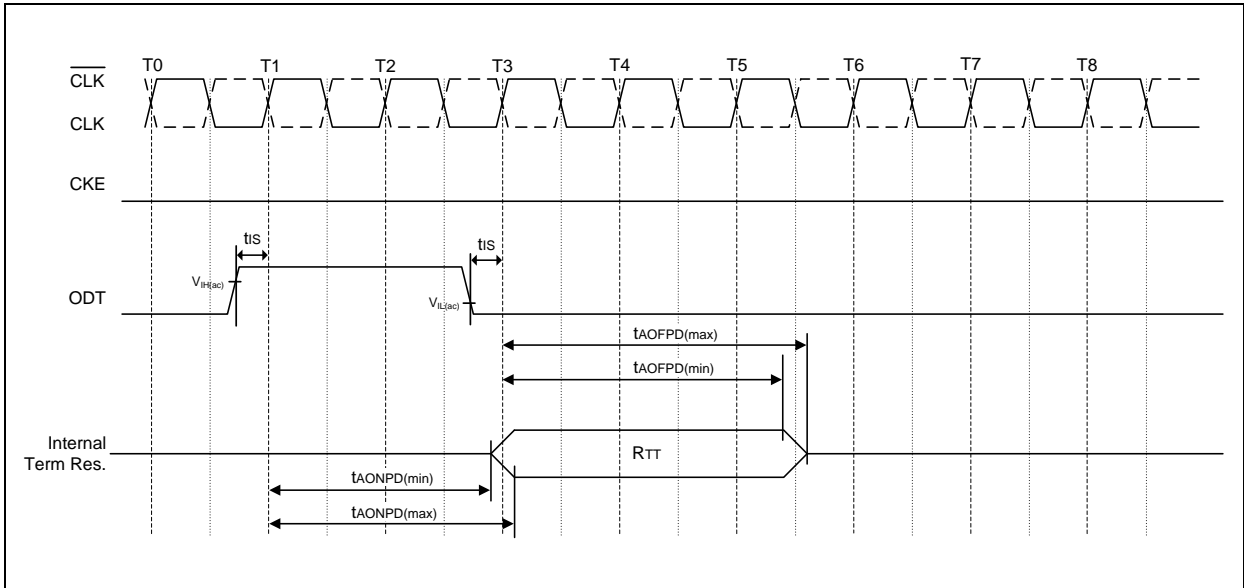 T0 T1 T2 T3 T4 T5 T6 T7 T8
CLK
CLK
CKE
tIS tIS
VIH(ac)
ODT
VIL(ac)
tAOFPD(max)
tAOFPD(min)
Internal
Term Res.
RTT
tAONPD(min)
tAONPD(max)